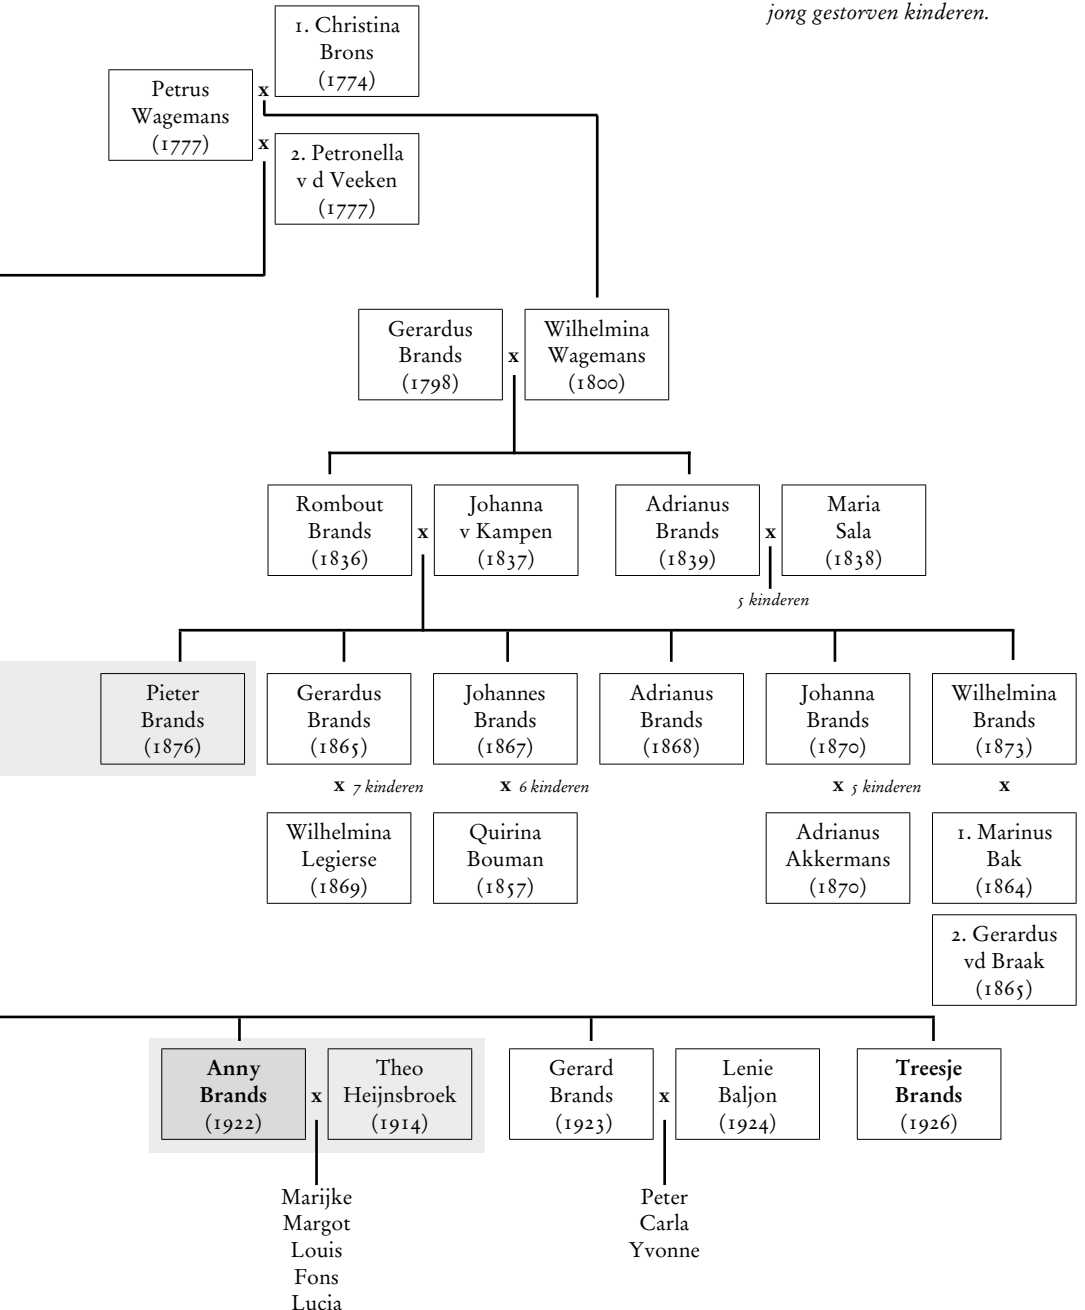 jong gestorven kinderen.
1. Christina
Brons
(1774)
Petrus
Wagemans
(1777)
x
x
2. Petronella
v d Veeken
(1777)
Gerardus
Brands
(1798)
x
Wilhelmina
Wagemans
(1800)
Rombout
Brands
(1836)
x
Johanna
v Kampen
(1837)
Adrianus
Brands
(1839)
x
Maria
Sala
(1838)
5 kinderen
Pieter
Brands
(1876)
Gerardus
Brands
(1865)
Johannes
Brands
(1867)
Adrianus
Brands
(1868)
Johanna
Brands
(1870)
Wilhelmina
Brands
(1873)
x 7 kinderen
x 6 kinderen
x 5 kinderen
x
Wilhelmina
Legierse
(1869)
Quirina
Bouman
(1857)
Adrianus
Akkermans
(1870)
1. Marinus
Bak
(1864)
2. Gerardus
vd Braak
(1865)
Anny
Brands
(1922)
x
Theo
Heijnsbroek
(1914)
Gerard
Brands
(1923)
x
Lenie
Baljon
(1924)
Treesje
Brands
(1926)
Marijke
Margot
Louis
Fons
Lucia
Peter
Carla
Yvonne